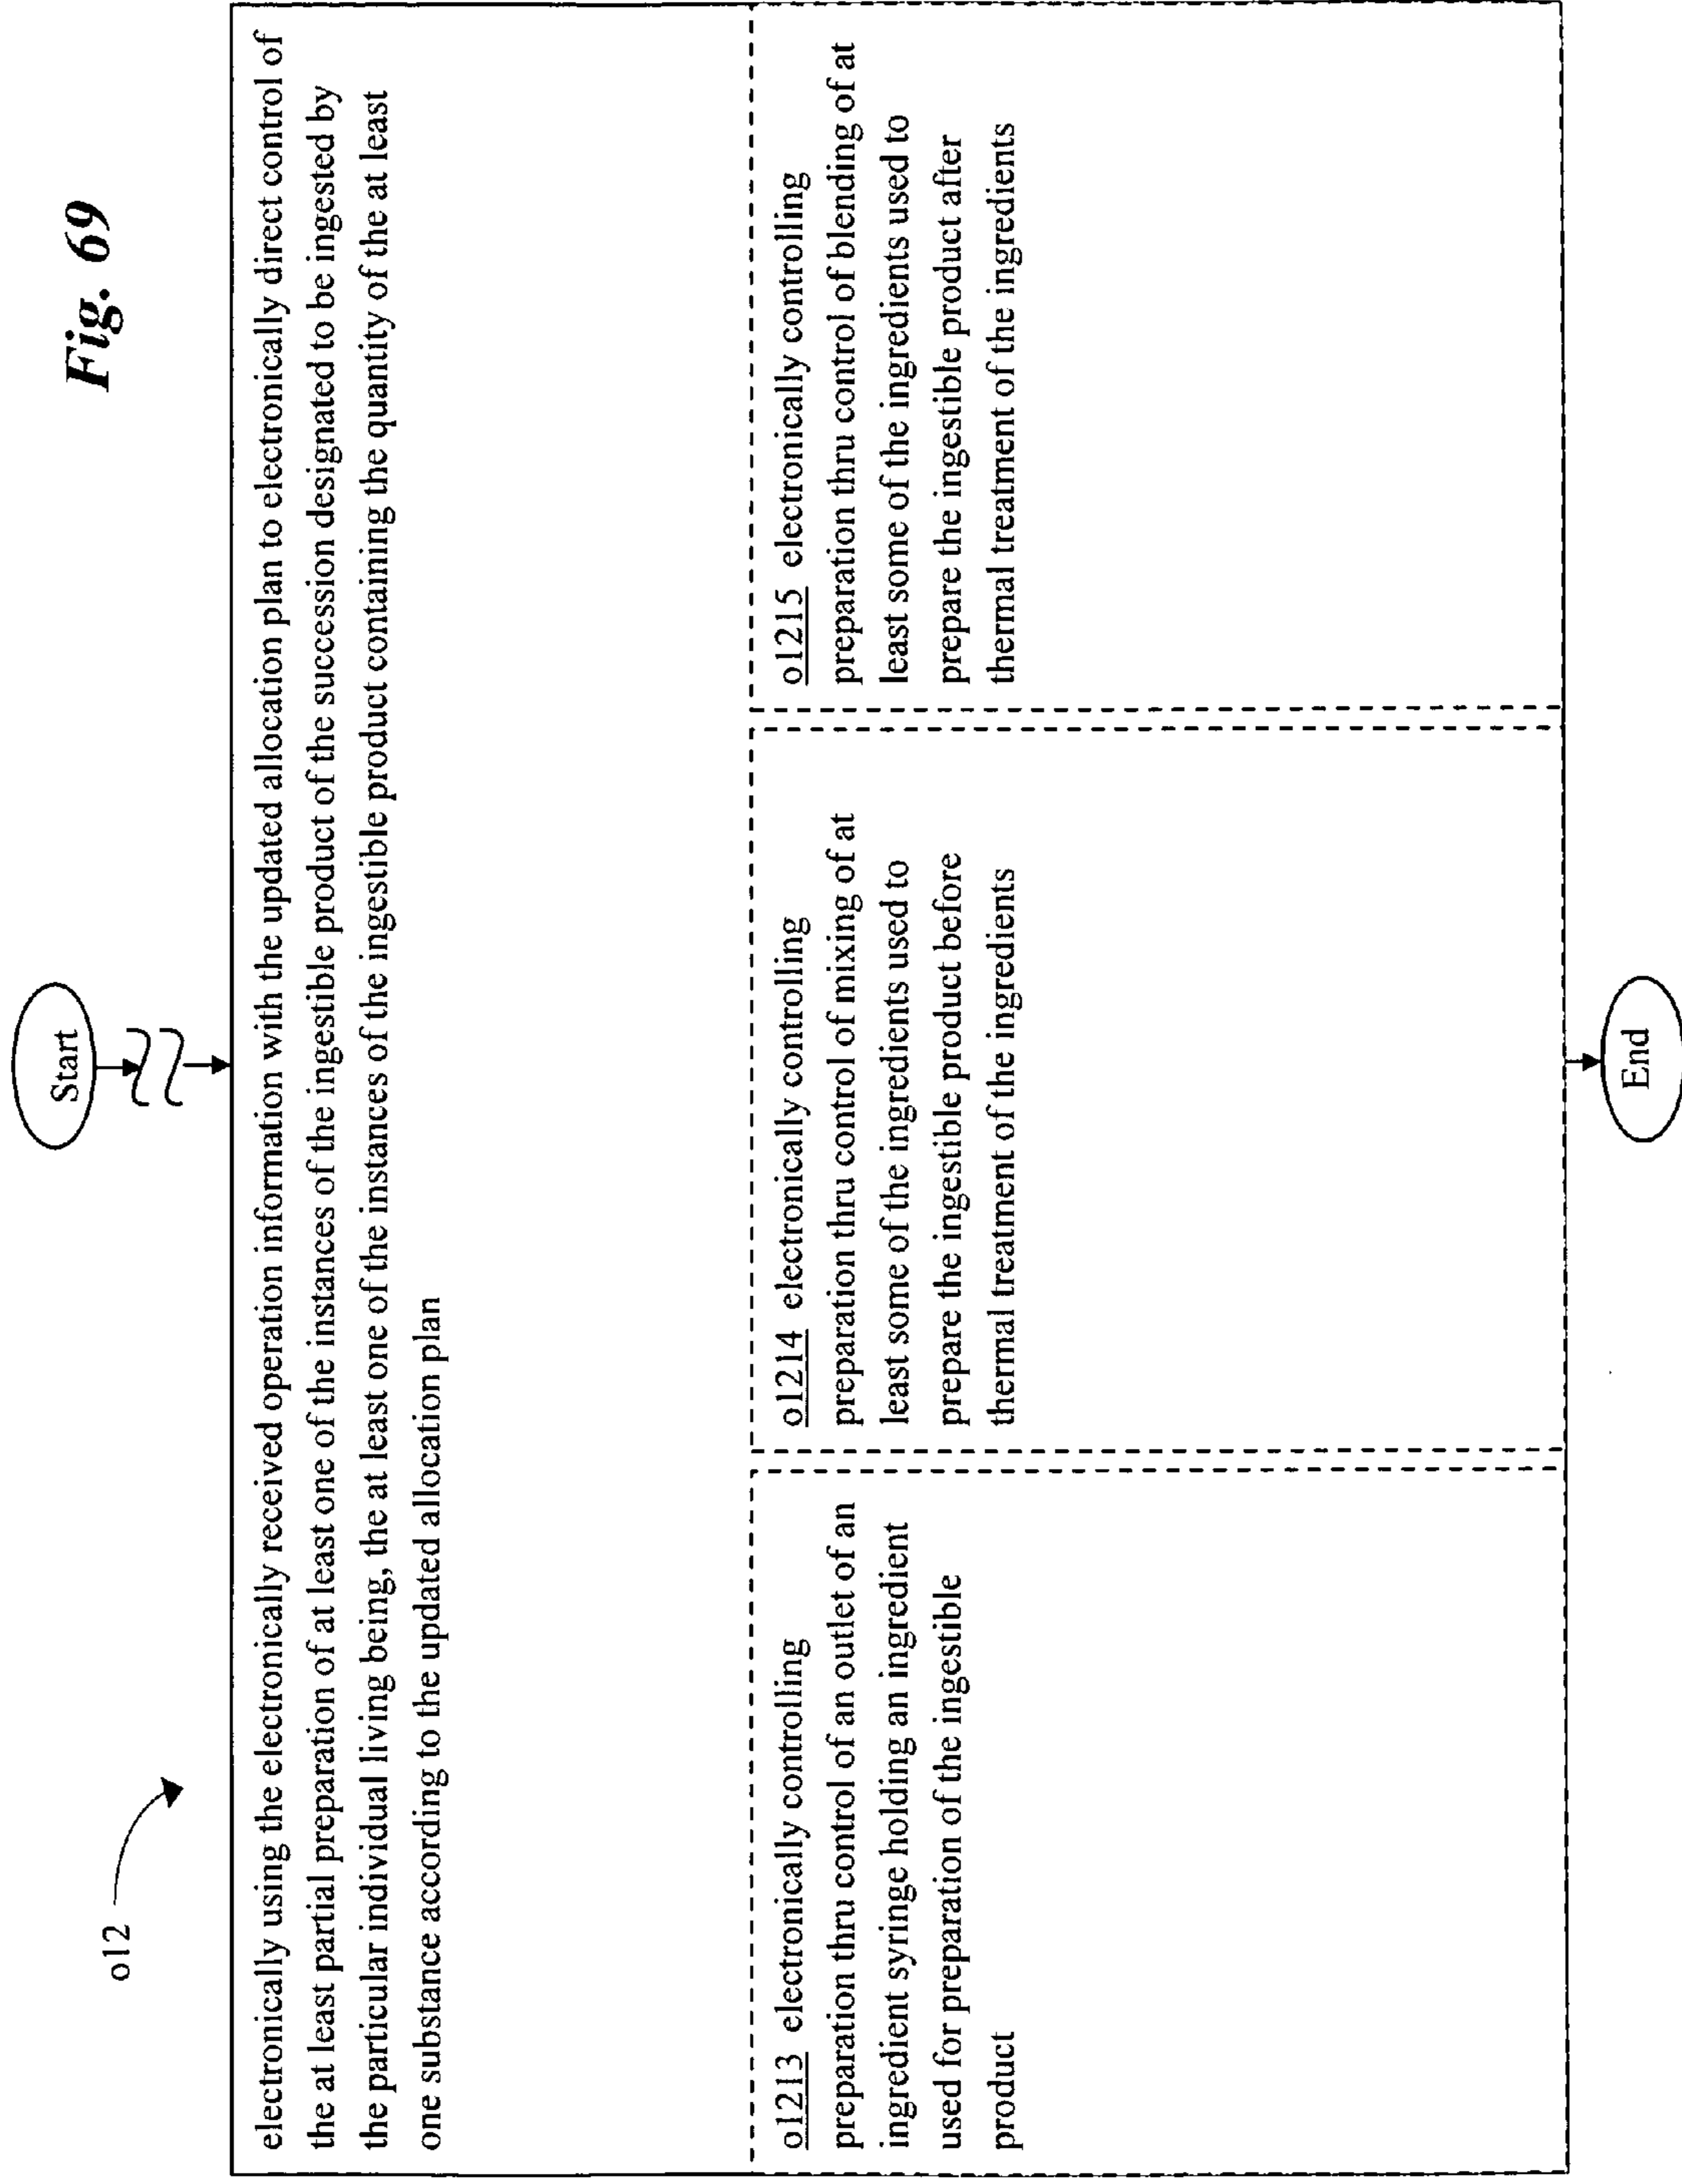 Fig. 69
Start
o12
electronically using the electronically received operation information with the updated allocation plan to electronically direct control of
the at least partial preparation of at least one of the instances of the ingestible product of the succession designated to be ingested by
the particular individual living being, the at least one of the instances of the ingestible product containing the quantity of the at least
one substance according to the updated allocation plan
o1213 electronically controlling
preparation thru control of an outlet of an
ingredient syringe holding an ingredient
used for preparation of the ingestible
product
o1214 electronically controlling
preparation thru control of mixing of at
least some of the ingredients used to
prepare the ingestible product before
thermal treatment of the ingredients
o1215 electronically controlling
preparation thru control of blending of at
least some of the ingredients used to
prepare the ingestible product after
thermal treatment of the ingredients
End